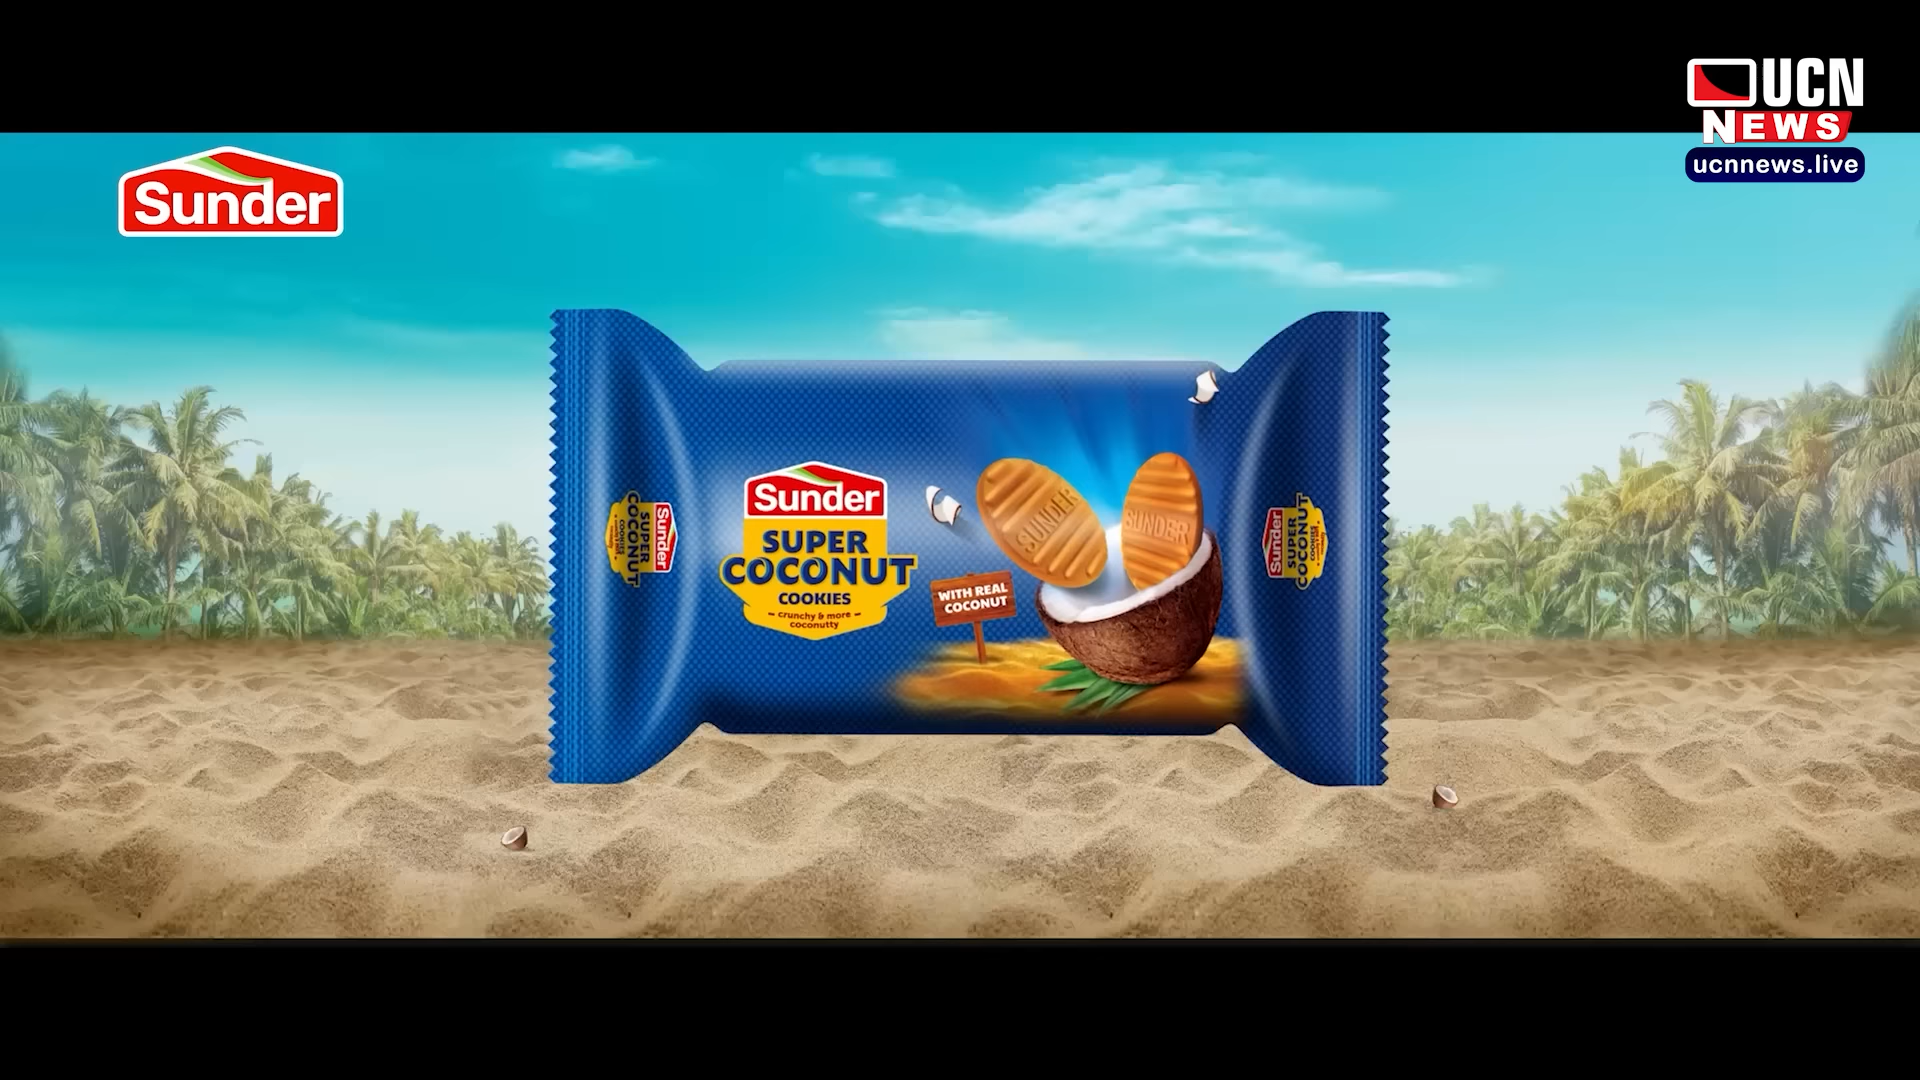 UCN
NEWS
ucnnews.live
Sunder
Sunder
SUPER
COCONUT
COOKIES
- crunchy & more -
coconutty
WITH REAL
COCONUT
SUNDER
SUNDER
Sunder
SUPER
COCONUT
COOKIES
Sunder
SUPER
COCONUT
COOKIES